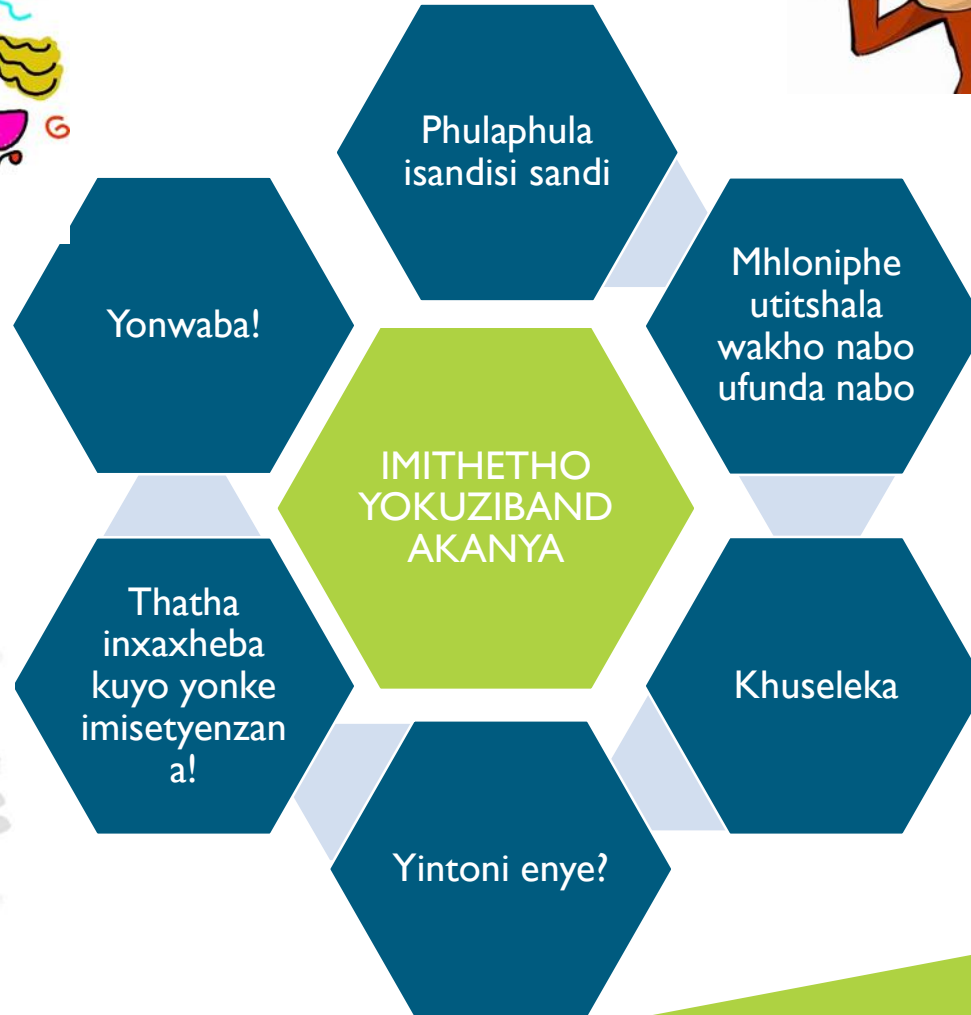 Phulaphula
isandisi sandi
Mhloniphe
utitshala
wakho nabo
ufunda nabo
Khuseleka
Yintoni enye?
Thatha
inxaxheba
kuyo yonke
imisetyenzan
a!
Yonwaba!
IMITHETHO
YOKUZIBAND
AKANYA